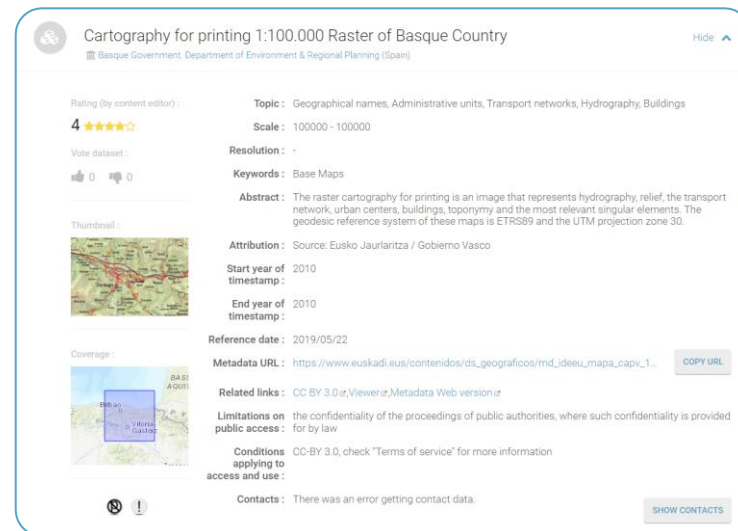 Cartography for printing 1:100.000 Raster of Basque Country
Hide
Basque Government. Department of Environment & Regional Planning (Spain)
Rating (by content editor) :
4
Vote dataset :
0 0
Thumbnail :
Coverage :
Bilbao
Vitoria-
Gasteiz
Topic : Geographical names, Administrative units, Transport networks, Hydrography, Buildings
Scale : 100000 - 100000
Resolution : -
Keywords : Base Maps
Abstract : The raster cartography for printing is an image that represents hydrography, relief, the transport
network, urban centers, buildings, toponymy and the most relevant singular elements. The
geodesic reference system of these maps is ETRS89 and the UTM projection zone 30.
Attribution : Source: Eusko Jaurlaritza / Gobierno Vasco
Start year of timestamp : 2010
End year of timestamp : 2010
Reference date : 2019/05/22
Metadata URL : https://www.euskadi.eus/contenidos/ds_geograficos/md_ideeu_mapa_capv_1...
COPY URL
Related links : CC BY 3.0 ,Viewer ,Metadata Web version
Limitations on public access : the confidentiality of the proceedings of public authorities, where such confidentiality is provided
for by law
Conditions applying to access and use : CC-BY 3.0, check "Terms of service" for more information
Contacts : There was an error getting contact data.
SHOW CONTACTS